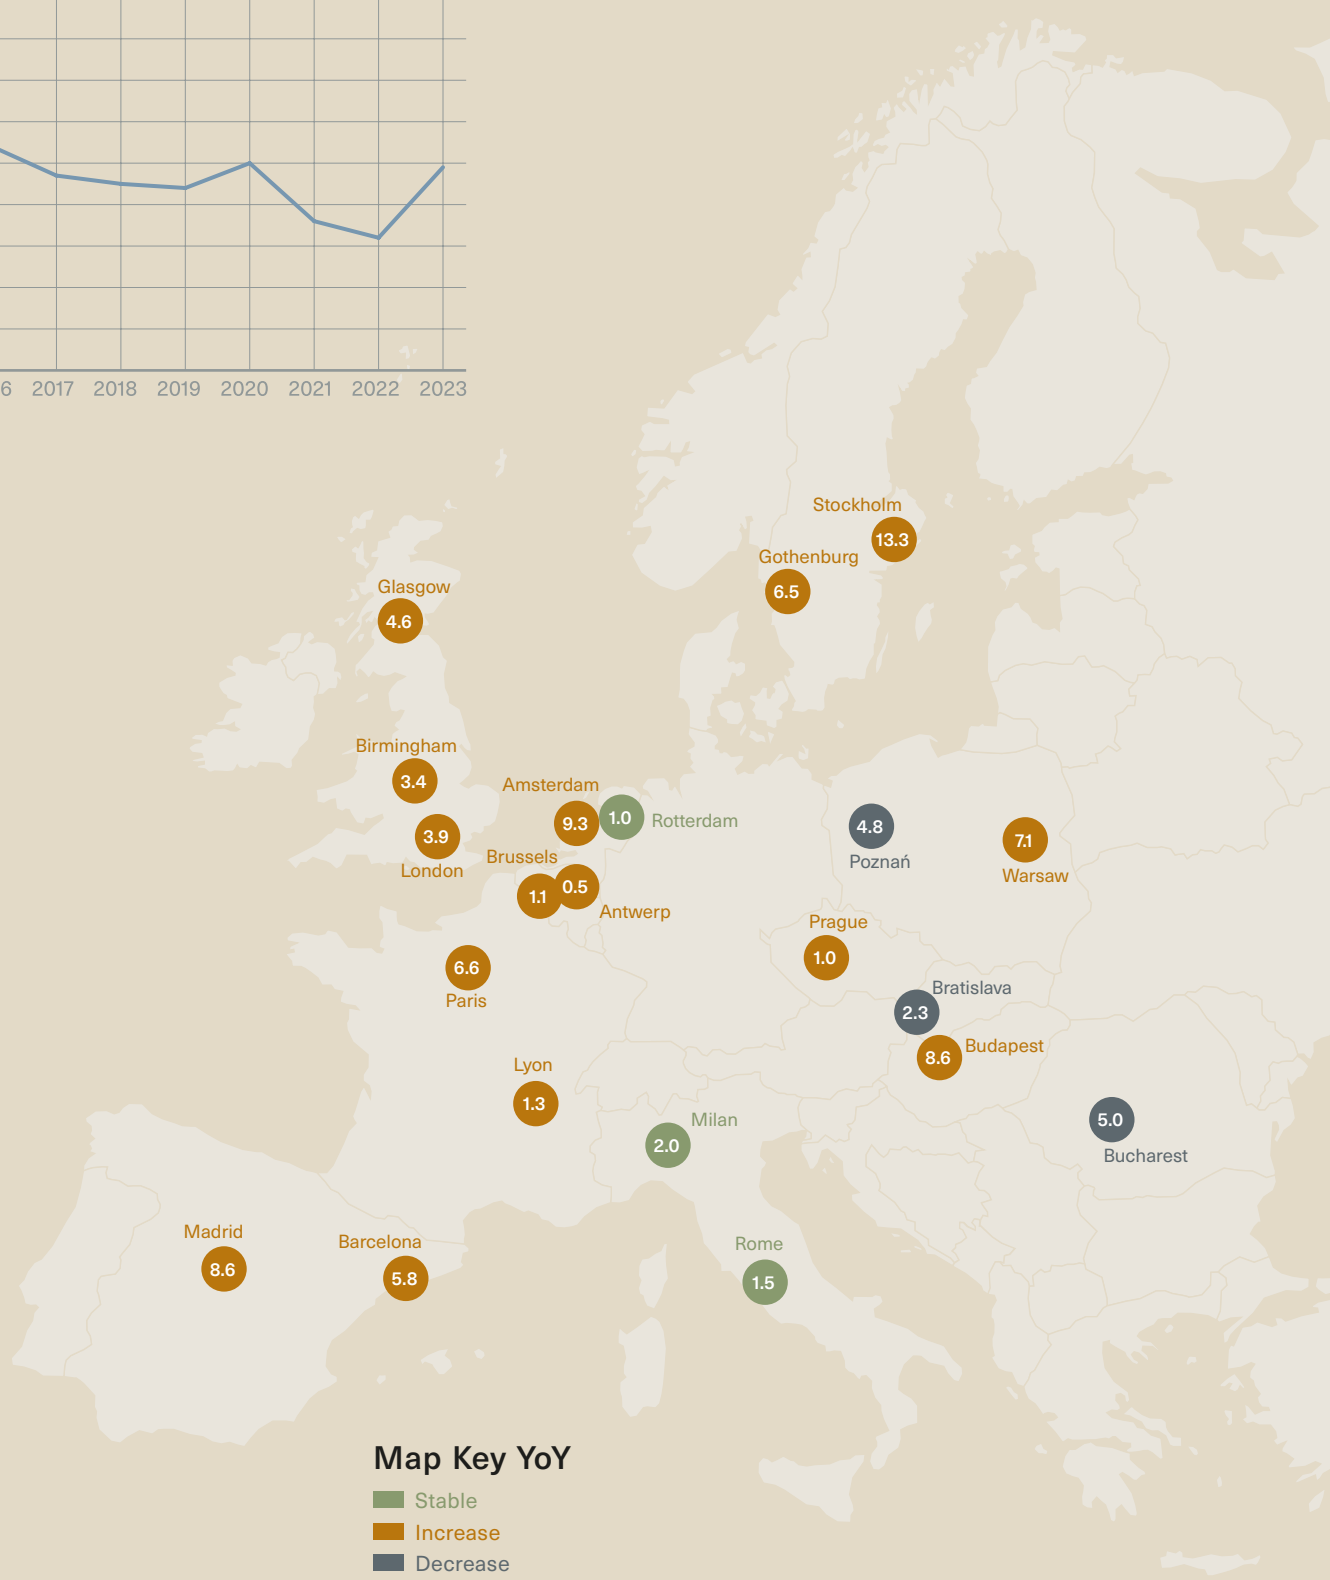 6 2017 2018 2019 2020 2021 2022 2023
Stockholm
13.3
Gothenburg
6.5
Glasgow
4.6
Birmingham
3.4
Amsterdam
9.3
1.0
Rotterdam
3.9
London
4.8
Poznań
7.1
Warsaw
Brussels
1.1
0.5
Antwerp
Prague
1.0
6.6
Paris
Bratislava
2.3
Budapest
8.6
Lyon
1.3
Milan
2.0
5.0
Bucharest
Madrid
8.6
Barcelona
5.8
Rome
1.5
Map Key YoY
Stable
Increase
Decrease